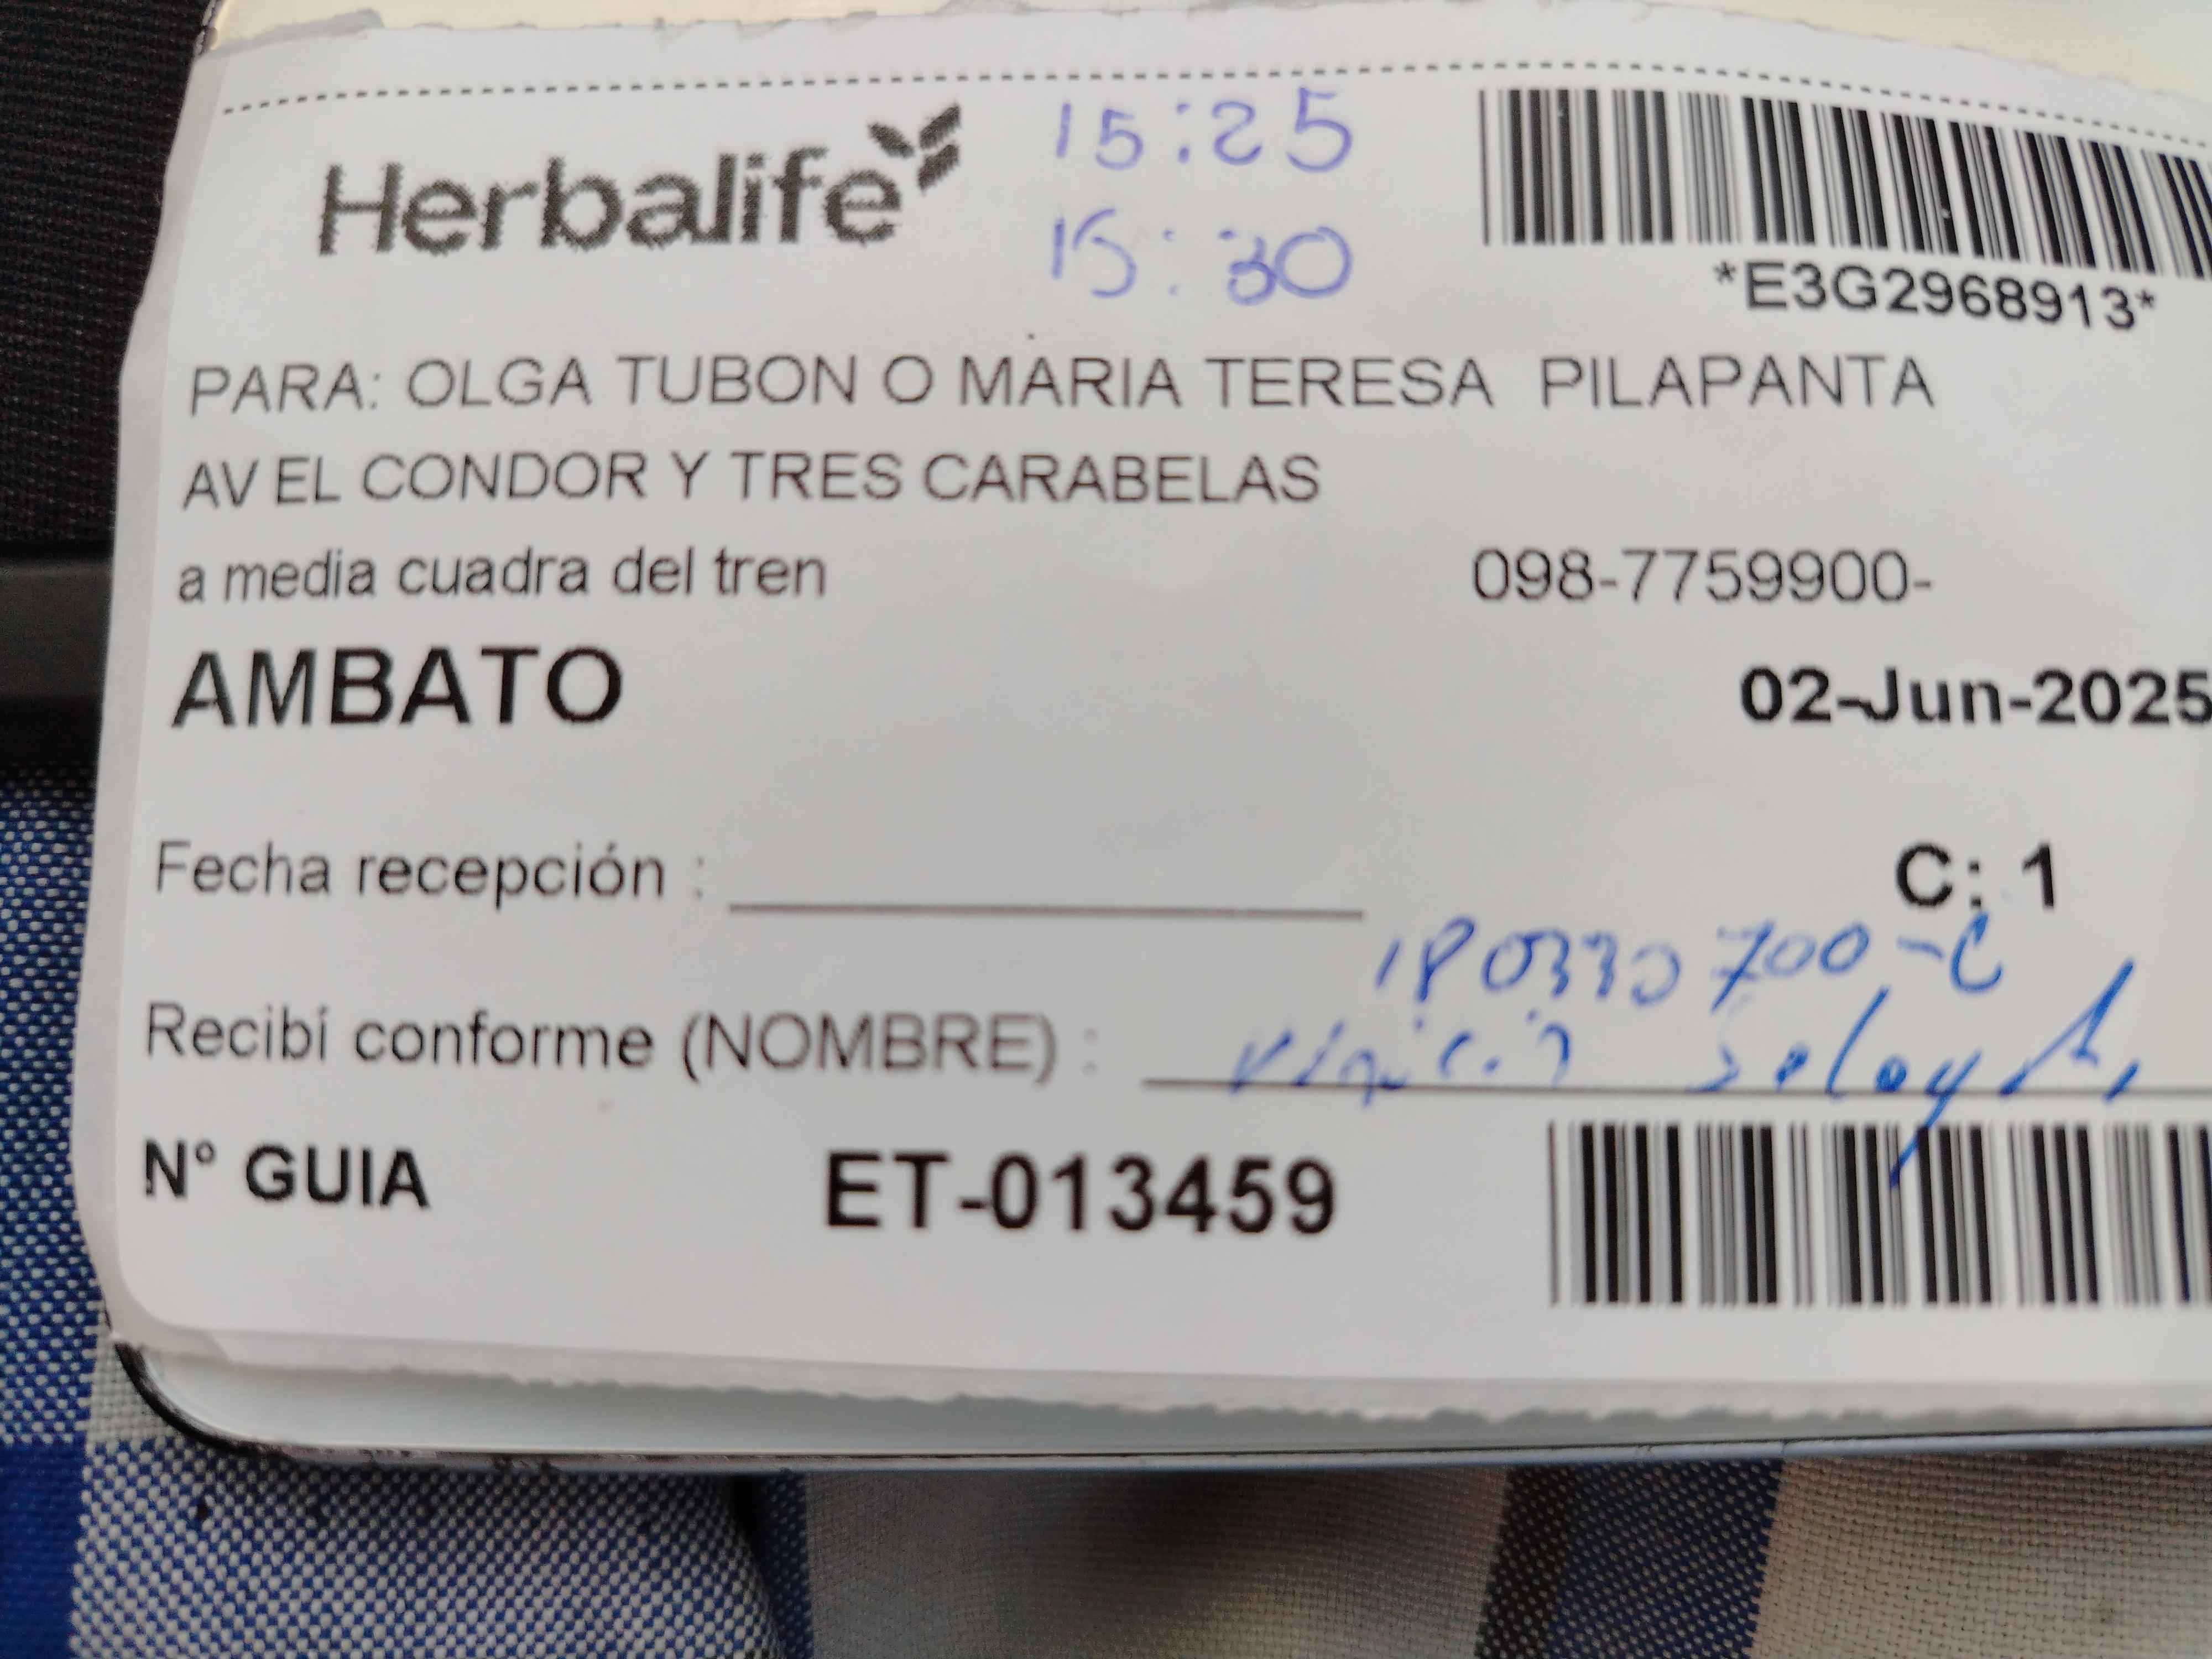 Herbalife
15:25
15:30
*E3G2968913*
PARA: OLGA TUBON O MARIA TERESA PILAPANTA
AV EL CONDOR Y TRES CARABELAS
a media cuadra del tren 098-7759900-
AMBATO
02-Jun-2025
Fecha recepción :
C: 1
Recibí conforme (NOMBRE) :
N° GUIA ET-013459